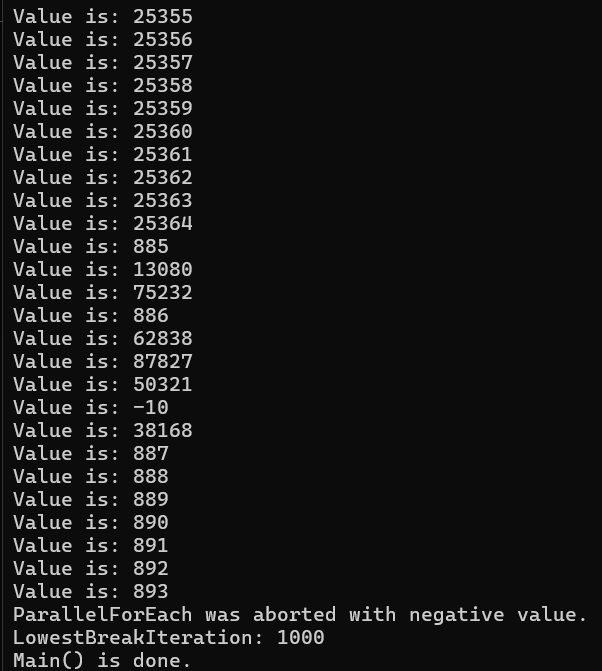 Value is: 25355
Value is: 25356
Value is: 25357
Value is: 25358
Value is: 25359
Value is: 25360
Value is: 25361
Value is: 25362
Value is: 25363
Value is: 25364
Value is: 885
Value is: 13080
Value is: 75232
Value is: 886
Value is: 62838
Value is: 87827
Value is: 50321
Value is: -10
Value is: 38168
Value is: 887
Value is: 888
Value is: 889
Value is: 890
Value is: 891
Value is: 892
Value is: 893
ParallelForEach was aborted with negative value.
LowestBreakIteration: 1000
Main() is done.